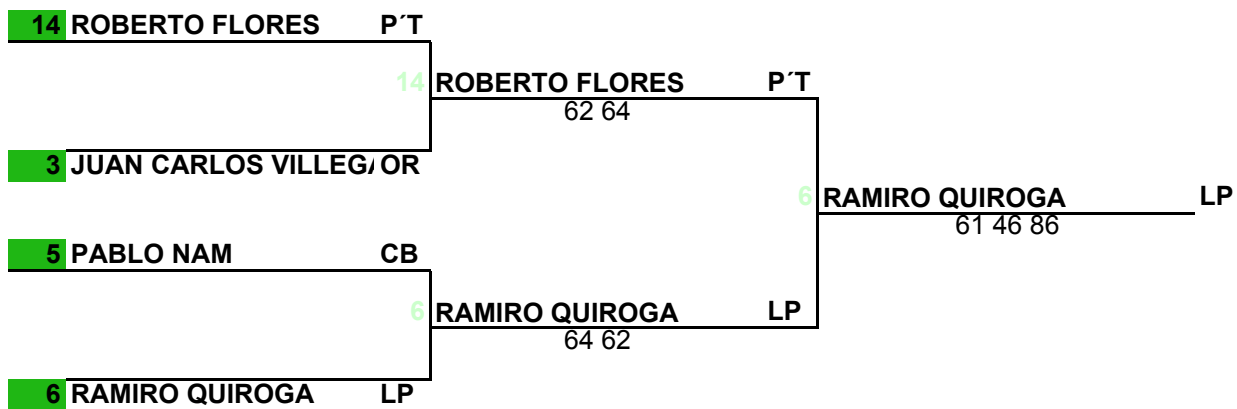 14 ROBERTO FLORES P´T
14 ROBERTO FLORES P´T
62 64
3 JUAN CARLOS VILLEGA OR
6 RAMIRO QUIROGA LP
61 46 86
5 PABLO NAM CB
6 RAMIRO QUIROGA LP
64 62
6 RAMIRO QUIROGA LP